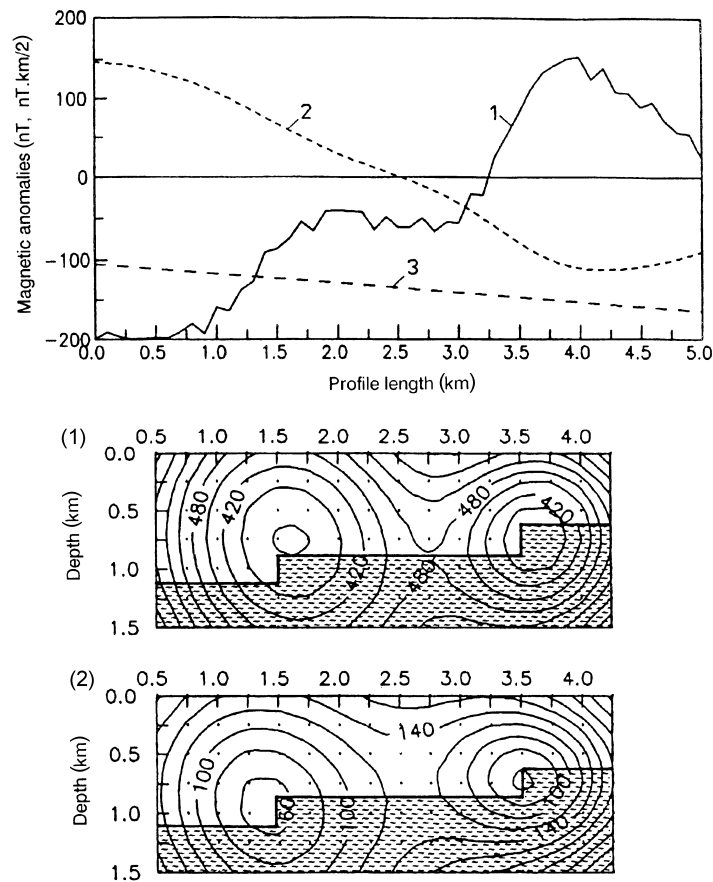 Magnetic anomalies (nT, nT.km/2)
200
100
0
−100
−200
2
1
3
0.0 0.5 1.0 1.5 2.0 2.5 3.0 3.5 4.0 4.5 5.0
Profile length (km)
(1) 0.5 1.0 1.5 2.0 2.5 3.0 3.5 4.0
Depth (km)
0.0
0.5
1.0
1.5
480 420 480 420
420 480
(2) 0.5 1.0 1.5 2.0 2.5 3.0 3.5 4.0
Depth (km)
0.0
0.5
1.0
1.5
140
100 60 100 100
140